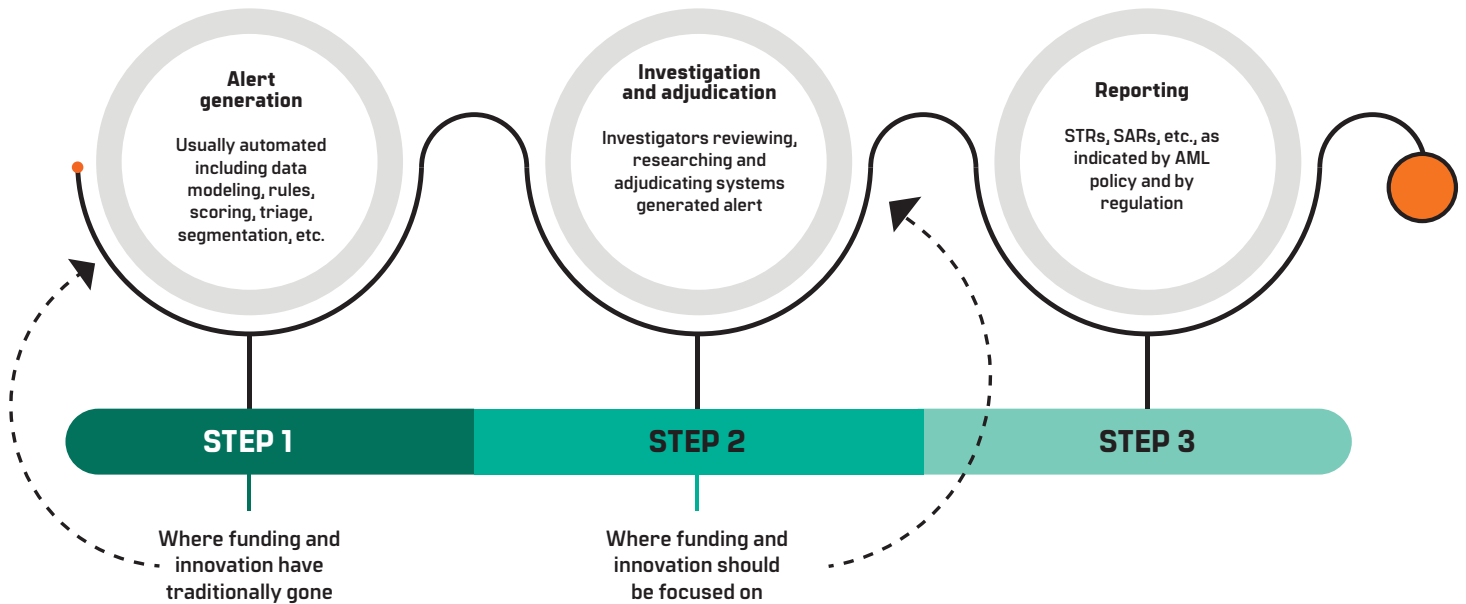 Alert
generation
Usually automated
including data
modeling, rules,
scoring, triage,
segmentation, etc.
Investigation
and adjudication
Investigators reviewing,
researching and
adjudicating systems
generated alert
Reporting
STRs, SARs, etc., as
indicated by AML
policy and by
regulation
STEP 1
STEP 2
STEP 3
Where funding and
innovation have
traditionally gone
Where funding and
innovation should
be focused on